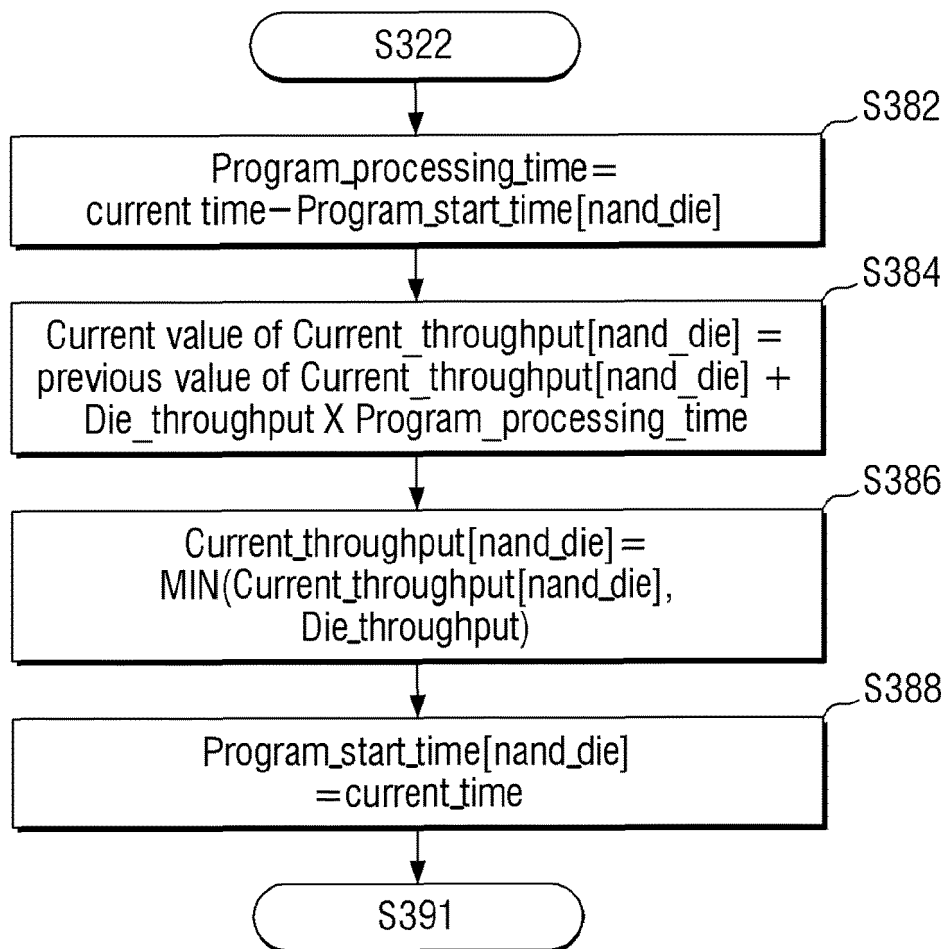 S322
S382
Program_processing_time=
current time−Program_start_time[nand_die]
S384
Current value of Current_throughput[nand_die] =
previous value of Current_throughput[nand_die] +
Die_throughput X Program_processing_time
S386
Current_throughput[nand_die]=
MIN(Current_throughput[nand_die],
Die_throughput)
S388
Program_start_time[nand_die]
=current_time
S391